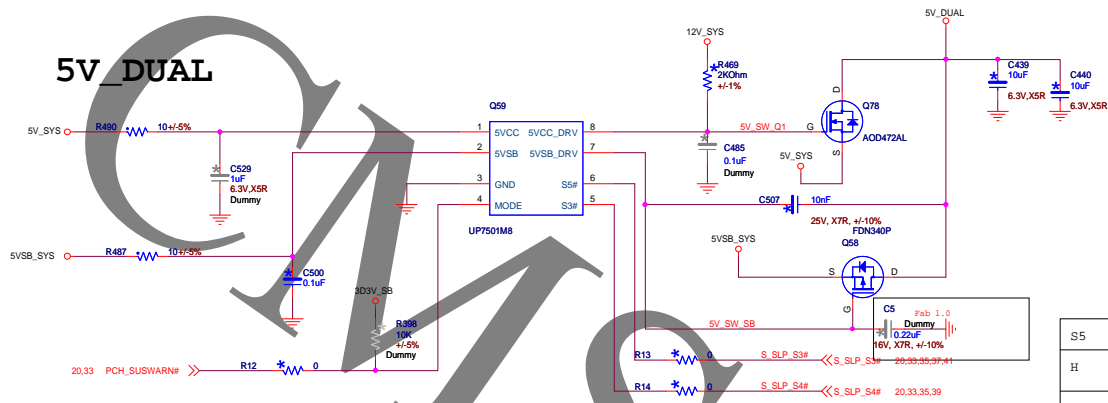 5V_DUAL
5V_DUAL
12V_SYS
R469
2KOhm
+/-1%
C439
10uF
6.3V,X5R
C440
10uF
6.3V,X5R
Q59
5V_SYS
R490
10+/-5%
1
5VCC
5VCC_DRV
8
5V_SW_Q1
G
D
S
Q78
AOD472AL
2
5VSB
5VSB_DRV
7
C485
0.1uF
Dummy
5V_SYS
C529
1uF
6.3V,X5R
Dummy
3
GND
S5#
6
4
MODE
S3#
5
UP7501M8
C507
10nF
25V, X7R, +/-10%
FDN340P
Q58
5VSB_SYS
S
D
G
5VSB_SYS
R487
10+/-5%
C500
0.1uF
3D3V_SB
R398
10K
+/-5%
Dummy
5V_SW_SB
C5
Fab 1.0
Dummy
0.22uF
16V, X7R, +/-10%
R13
0
S_SLP_S3#
S_SLP_S3#
20,33,35,37,41
20,33
PCH_SUSWARN#
R12
0
R14
0
S_SLP_S4#
S_SLP_S4#
20,33,35,39
S5
H